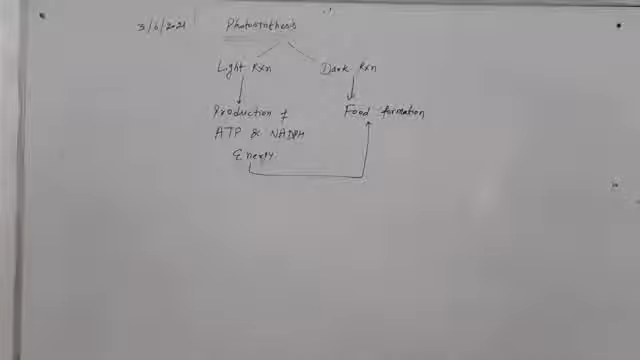 3/6/2021 Photosynthesis
Light Rxn Dark Rxn
Production of Food formation
ATP & NADPH
Energy